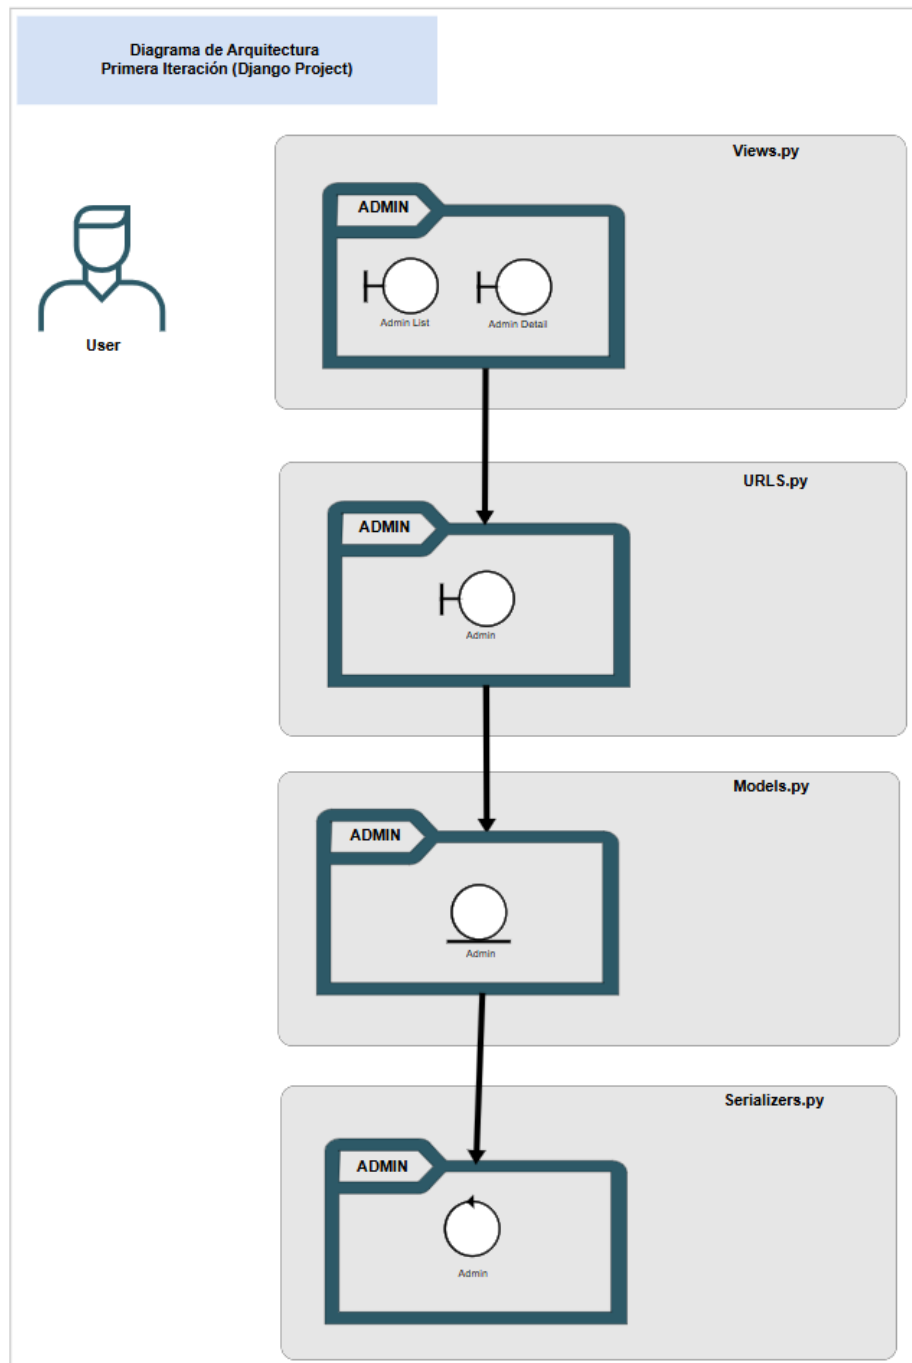 Diagrama de Arquitectura
Primera Iteración (Django Project)
User
Views.py
ADMIN
Admin List
Admin Detail
URLS.py
ADMIN
Admin
Models.py
ADMIN
Admin
Serializers.py
ADMIN
Admin